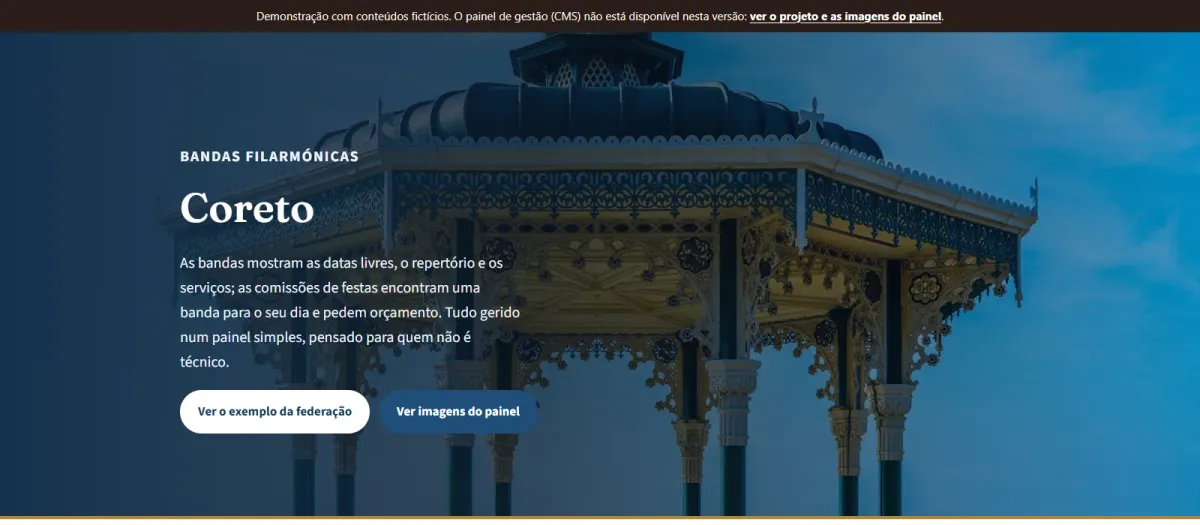 Demonstração com conteúdos fictícios. O painel de gestão (CMS) não está disponível nesta versão: ver o projeto e as imagens do painel.
BANDAS FILARMÓNICAS
Coreto
As bandas mostram as datas livres, o repertório e os
serviços; as comissões de festas encontram uma
banda para o seu dia e pedem orçamento. Tudo gerido
num painel simples, pensado para quem não é
técnico.
Ver o exemplo da federação
Ver imagens do painel